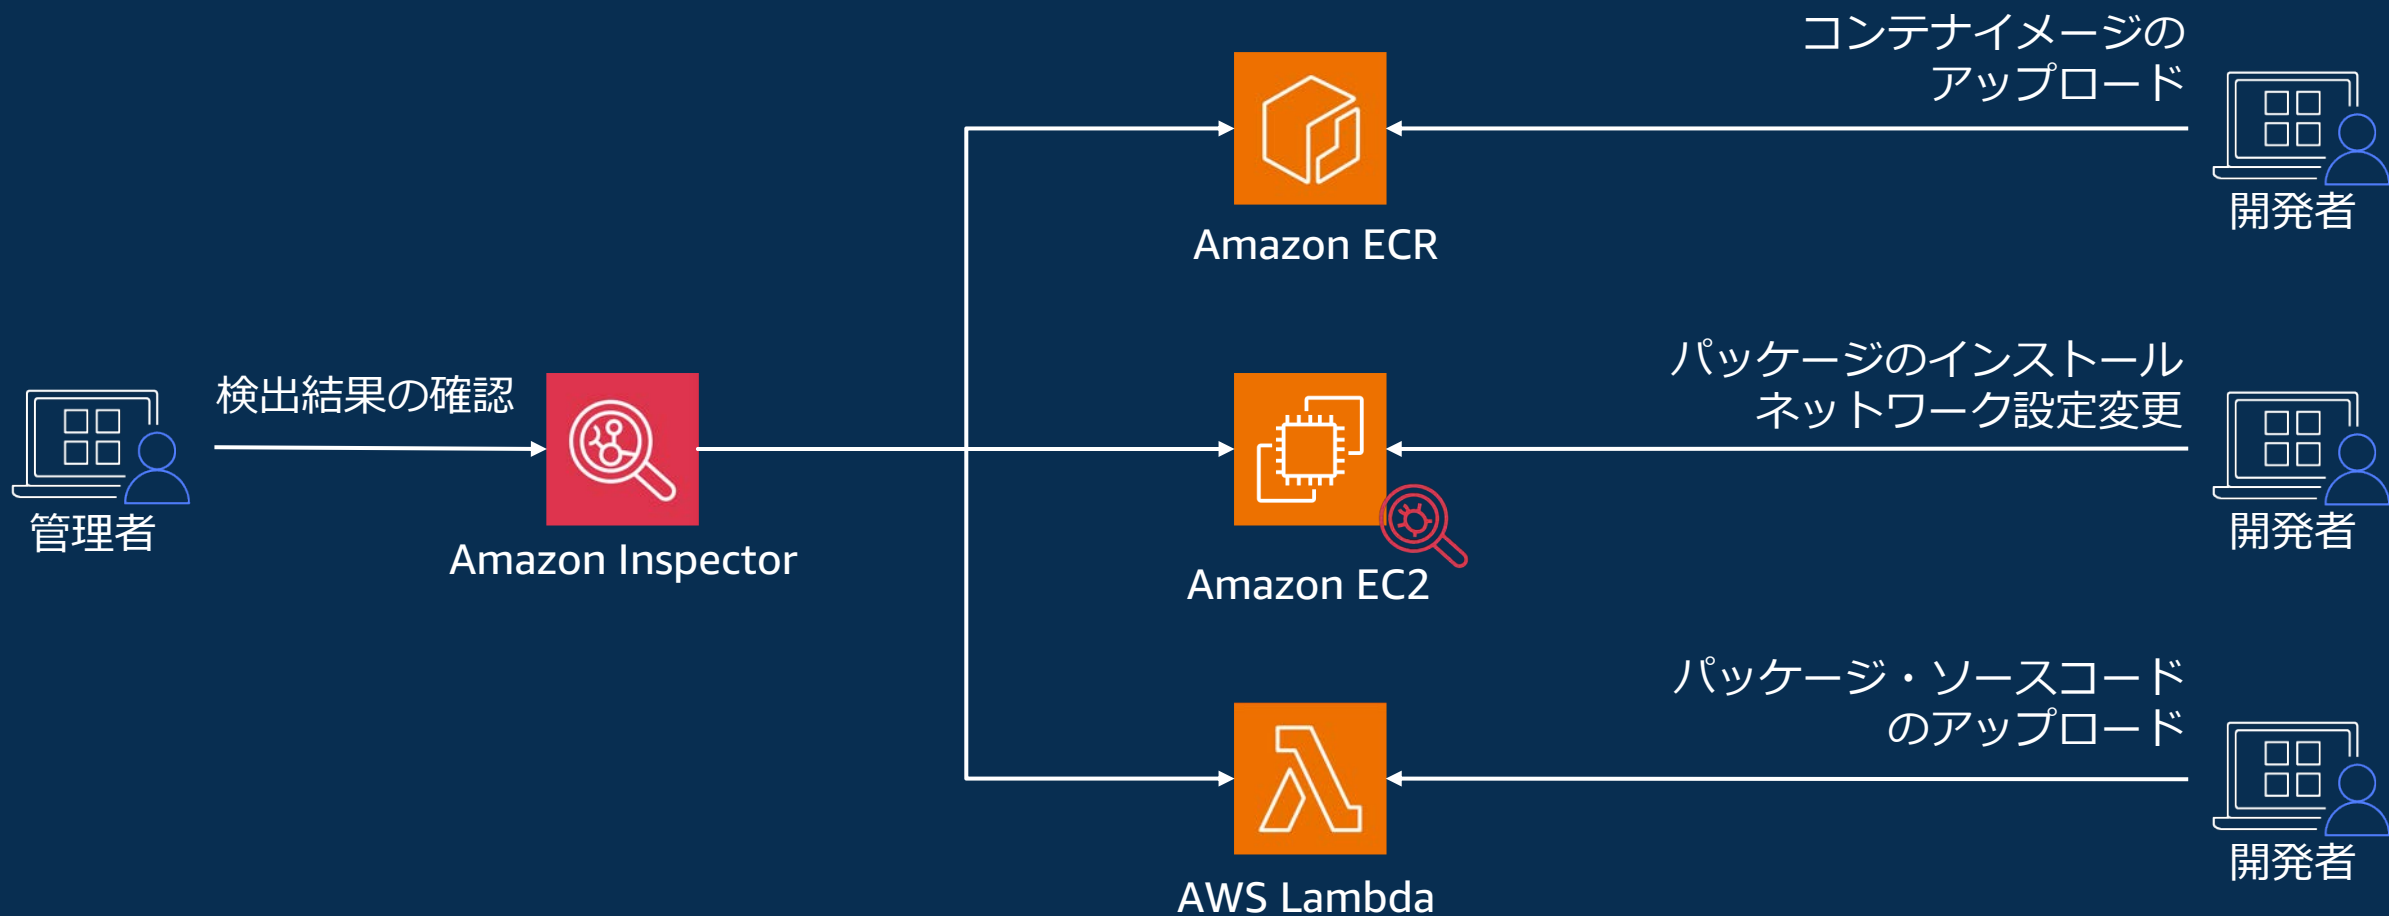 コンテナイメージの
アップロード
開発者
Amazon ECR
パッケージのインストール
ネットワーク設定変更
検出結果の確認
管理者
Amazon Inspector
Amazon EC2
開発者
パッケージ・ソースコード
のアップロード
開発者
AWS Lambda